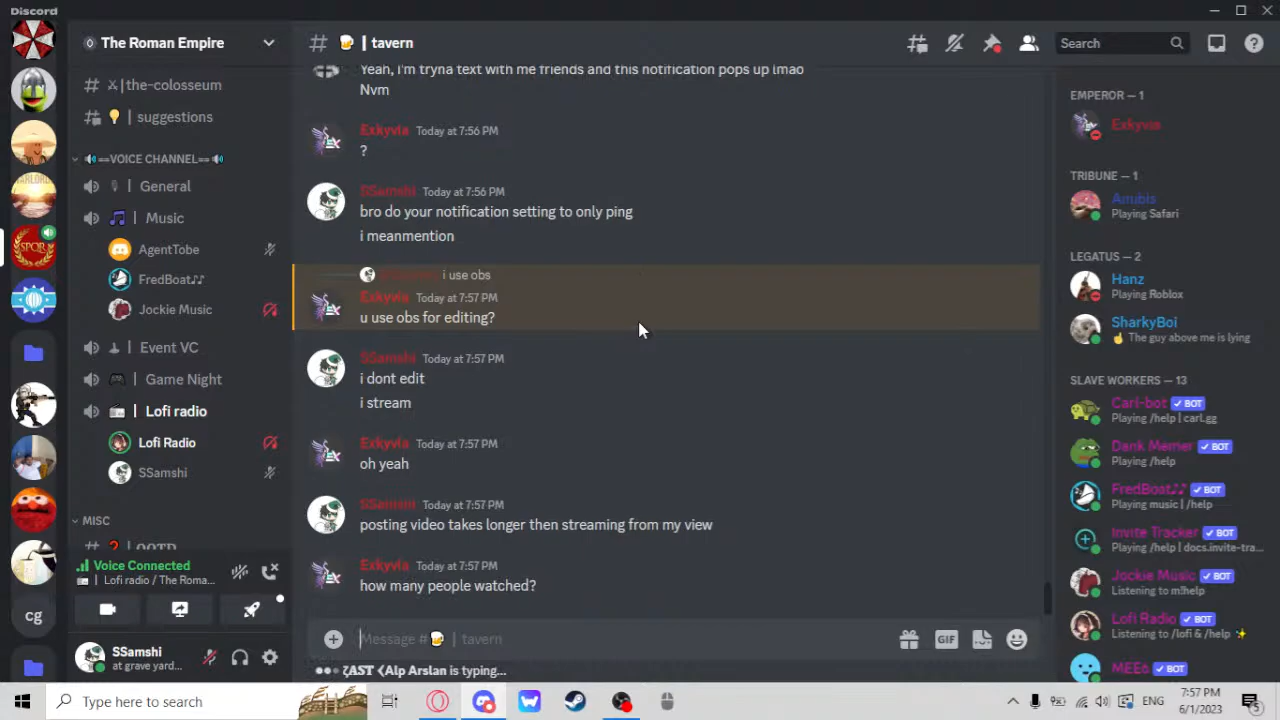 Discord
The Roman Empire
the-colosseum
suggestions
==VOICE CHANNEL==
General
Music
AgentTobe
FredBoat♪♪
Jockie Music
Event VC
Game Night
Lofi radio
Lofi Radio
SSamshi
MISC
OOTD
Voice Connected
Lofi radio / The Roma...
SSamshi
at grave yard...
cg
# 🍺 | tavern
Search
Yeah, I'm tryna text with me friends and this notification pops up lmao
Nvm
Exkyvia Today at 7:56 PM
?
SSamshi Today at 7:56 PM
bro do your notification setting to only ping
i meanmention
i use obs
Exkyvia Today at 7:57 PM
u use obs for editing?
SSamshi Today at 7:57 PM
i dont edit
i stream
Exkyvia Today at 7:57 PM
oh yeah
SSamshi Today at 7:57 PM
posting video takes longer then streaming from my view
Exkyvia Today at 7:57 PM
how many people watched?
Message #🍺 | tavern
GIF
ZAST Alp Arslan is typing...
EMPEROR — 1
Exkyvia
TRIBUNE — 1
Anubis
Playing Safari
LEGATUS — 2
Hanz
Playing Roblox
SharkyBoi
The guy above me is lying
SLAVE WORKERS — 13
Carl-bot ✓ BOT
Playing /help | carl.gg
Dank Memer ✓ BOT
Playing /help
FredBoat♪♪ ✓ BOT
Playing music | /help
Invite Tracker ✓ BOT
Playing /help | docs.invite-tra...
Jockie Music ✓ BOT
Listening to m!help
Lofi Radio ✓ BOT
Listening to /lofi & /help ✨
MEE6 ✓ BOT
Type here to search
ENG
7:57 PM
6/1/2023
5